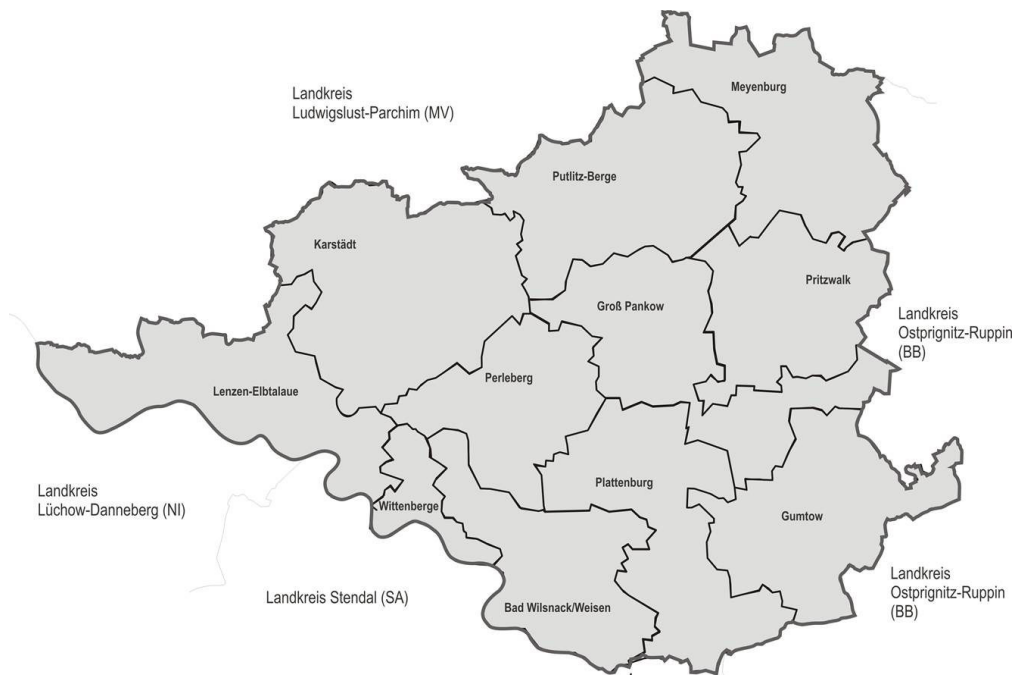 Meyenburg
Landkreis
Ludwigslust-Parchim (MV)
Putlitz-Berge
Karstädt
Pritzwalk
Groß Pankow
Landkreis
Ostprignitz-Ruppin
(BB)
Perleberg
Lenzen-Elbtalaue
Plattenburg
Landkreis
Lüchow-Danneberg (NI)
Wittenberge
Gumtow
Landkreis
Ostprignitz-Ruppin
(BB)
Landkreis Stendal (SA)
Bad Wilsnack/Weisen